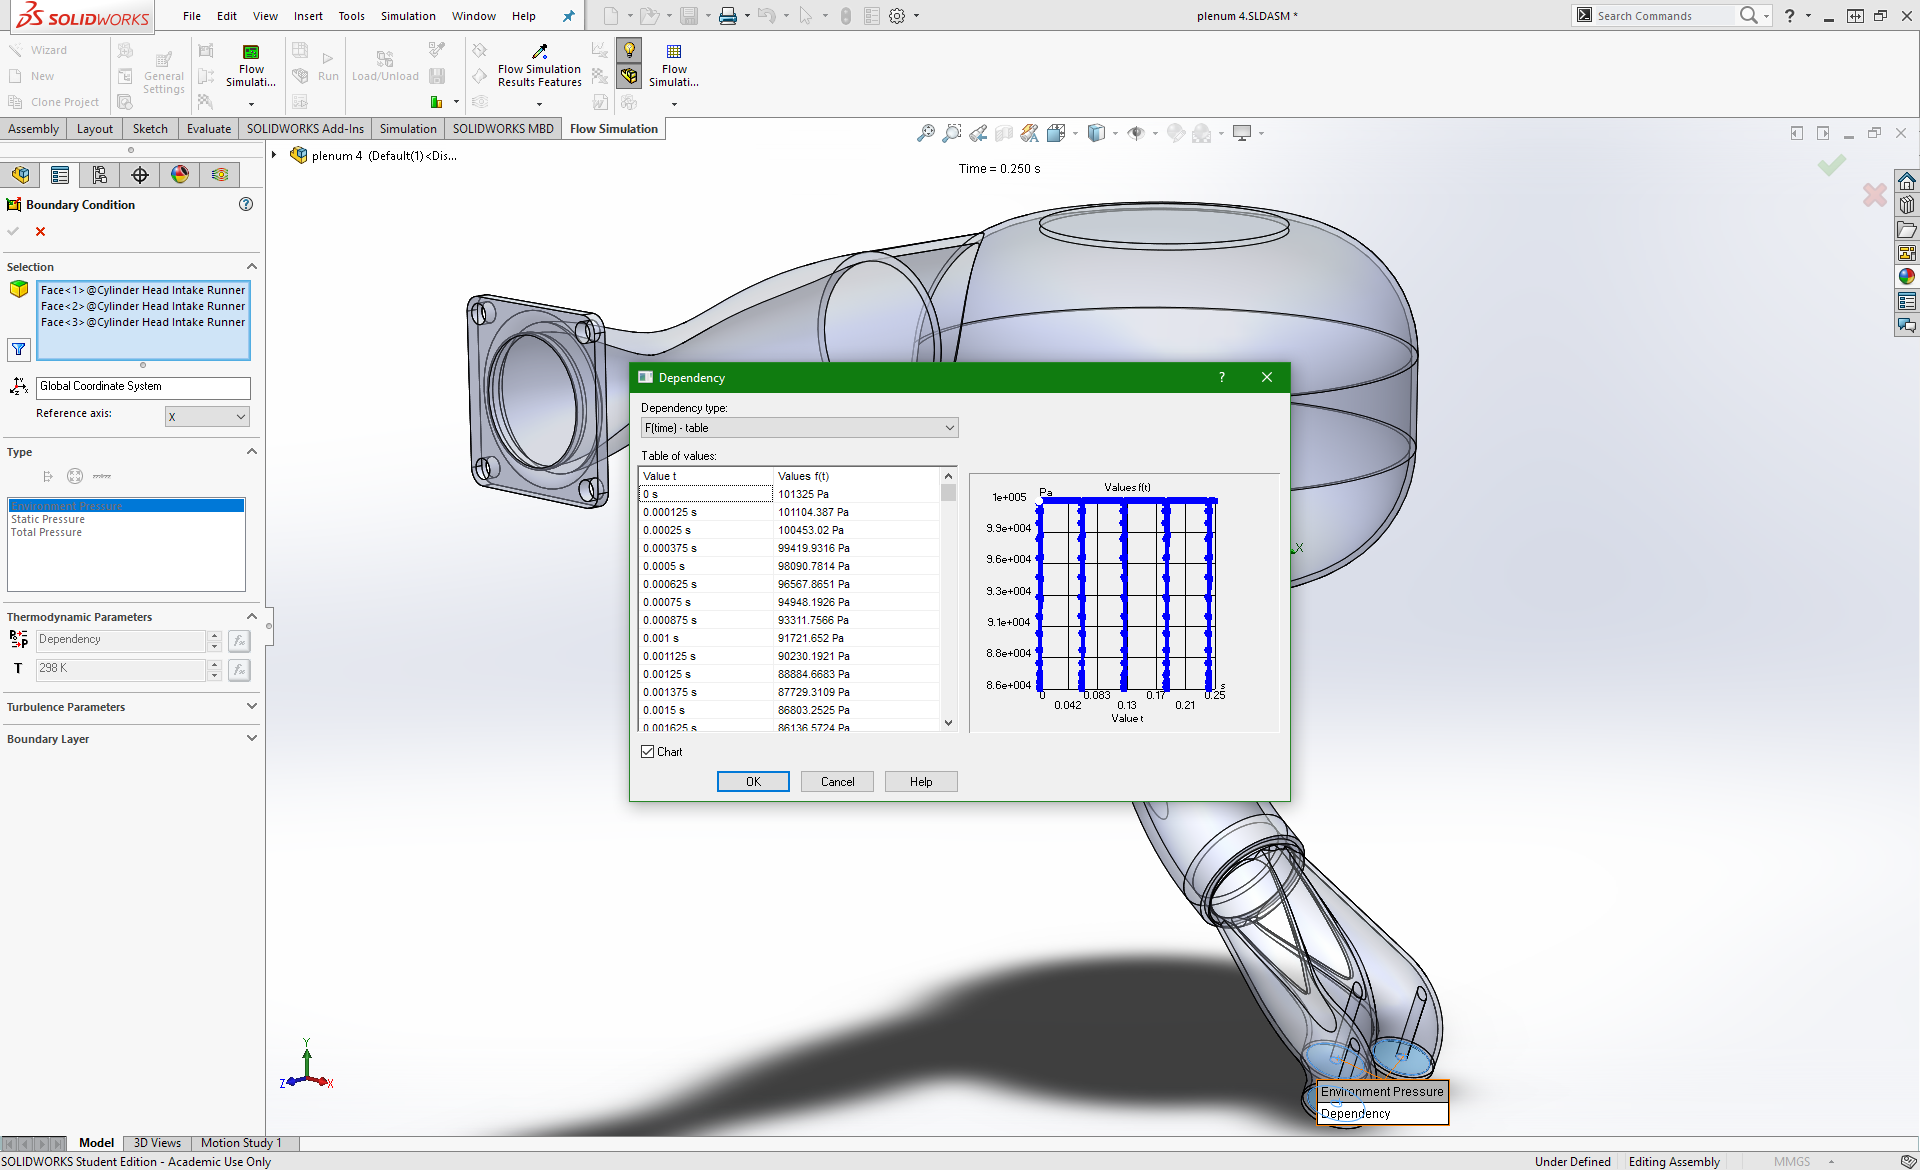 SOLIDWORKS
File Edit View Insert Tools Simulation Window Help
plenum 4.SLDASM *
Search Commands
Wizard
New
Clone Project
General Settings
Flow Simulati...
Run
Load/Unload
Flow Simulation Results Features
Flow Simulati...
Assembly Layout Sketch Evaluate SOLIDWORKS Add-Ins Simulation SOLIDWORKS MBD Flow Simulation
plenum 4 (Default(1)<Dis...
Time = 0.250 s
Boundary Condition
Selection
Face<1>@Cylinder Head Intake Runner
Face<2>@Cylinder Head Intake Runner
Face<3>@Cylinder Head Intake Runner
Global Coordinate System
Reference axis: X
Type
Environment Pressure
Static Pressure
Total Pressure
Thermodynamic Parameters
Dependency
T 298 K
Turbulence Parameters
Boundary Layer
Dependency
Dependency type:
F(time) - table
Table of values:
Value t Values f(t)
0 s 101325 Pa
0.000125 s 101104.387 Pa
0.00025 s 100453.02 Pa
0.000375 s 99419.9316 Pa
0.0005 s 98090.7814 Pa
0.000625 s 96567.8651 Pa
0.00075 s 94948.1926 Pa
0.000875 s 93311.7566 Pa
0.001 s 91721.652 Pa
0.001125 s 90230.1921 Pa
0.00125 s 88884.6683 Pa
0.001375 s 87729.3109 Pa
0.0015 s 86803.2525 Pa
0.001625 s 86136.5724 Pa
Values f(t)
Pa
1e+005
9.9e+004
9.6e+004
9.3e+004
9.1e+004
8.8e+004
8.6e+004
s
0 0.083 0.17 0.25
0.042 0.13 0.21
Value t
Chart
OK Cancel Help
X
Y
Z X
Environment Pressure
Dependency
Model 3D Views Motion Study 1
SOLIDWORKS Student Edition - Academic Use Only
Under Defined Editing Assembly MMGS